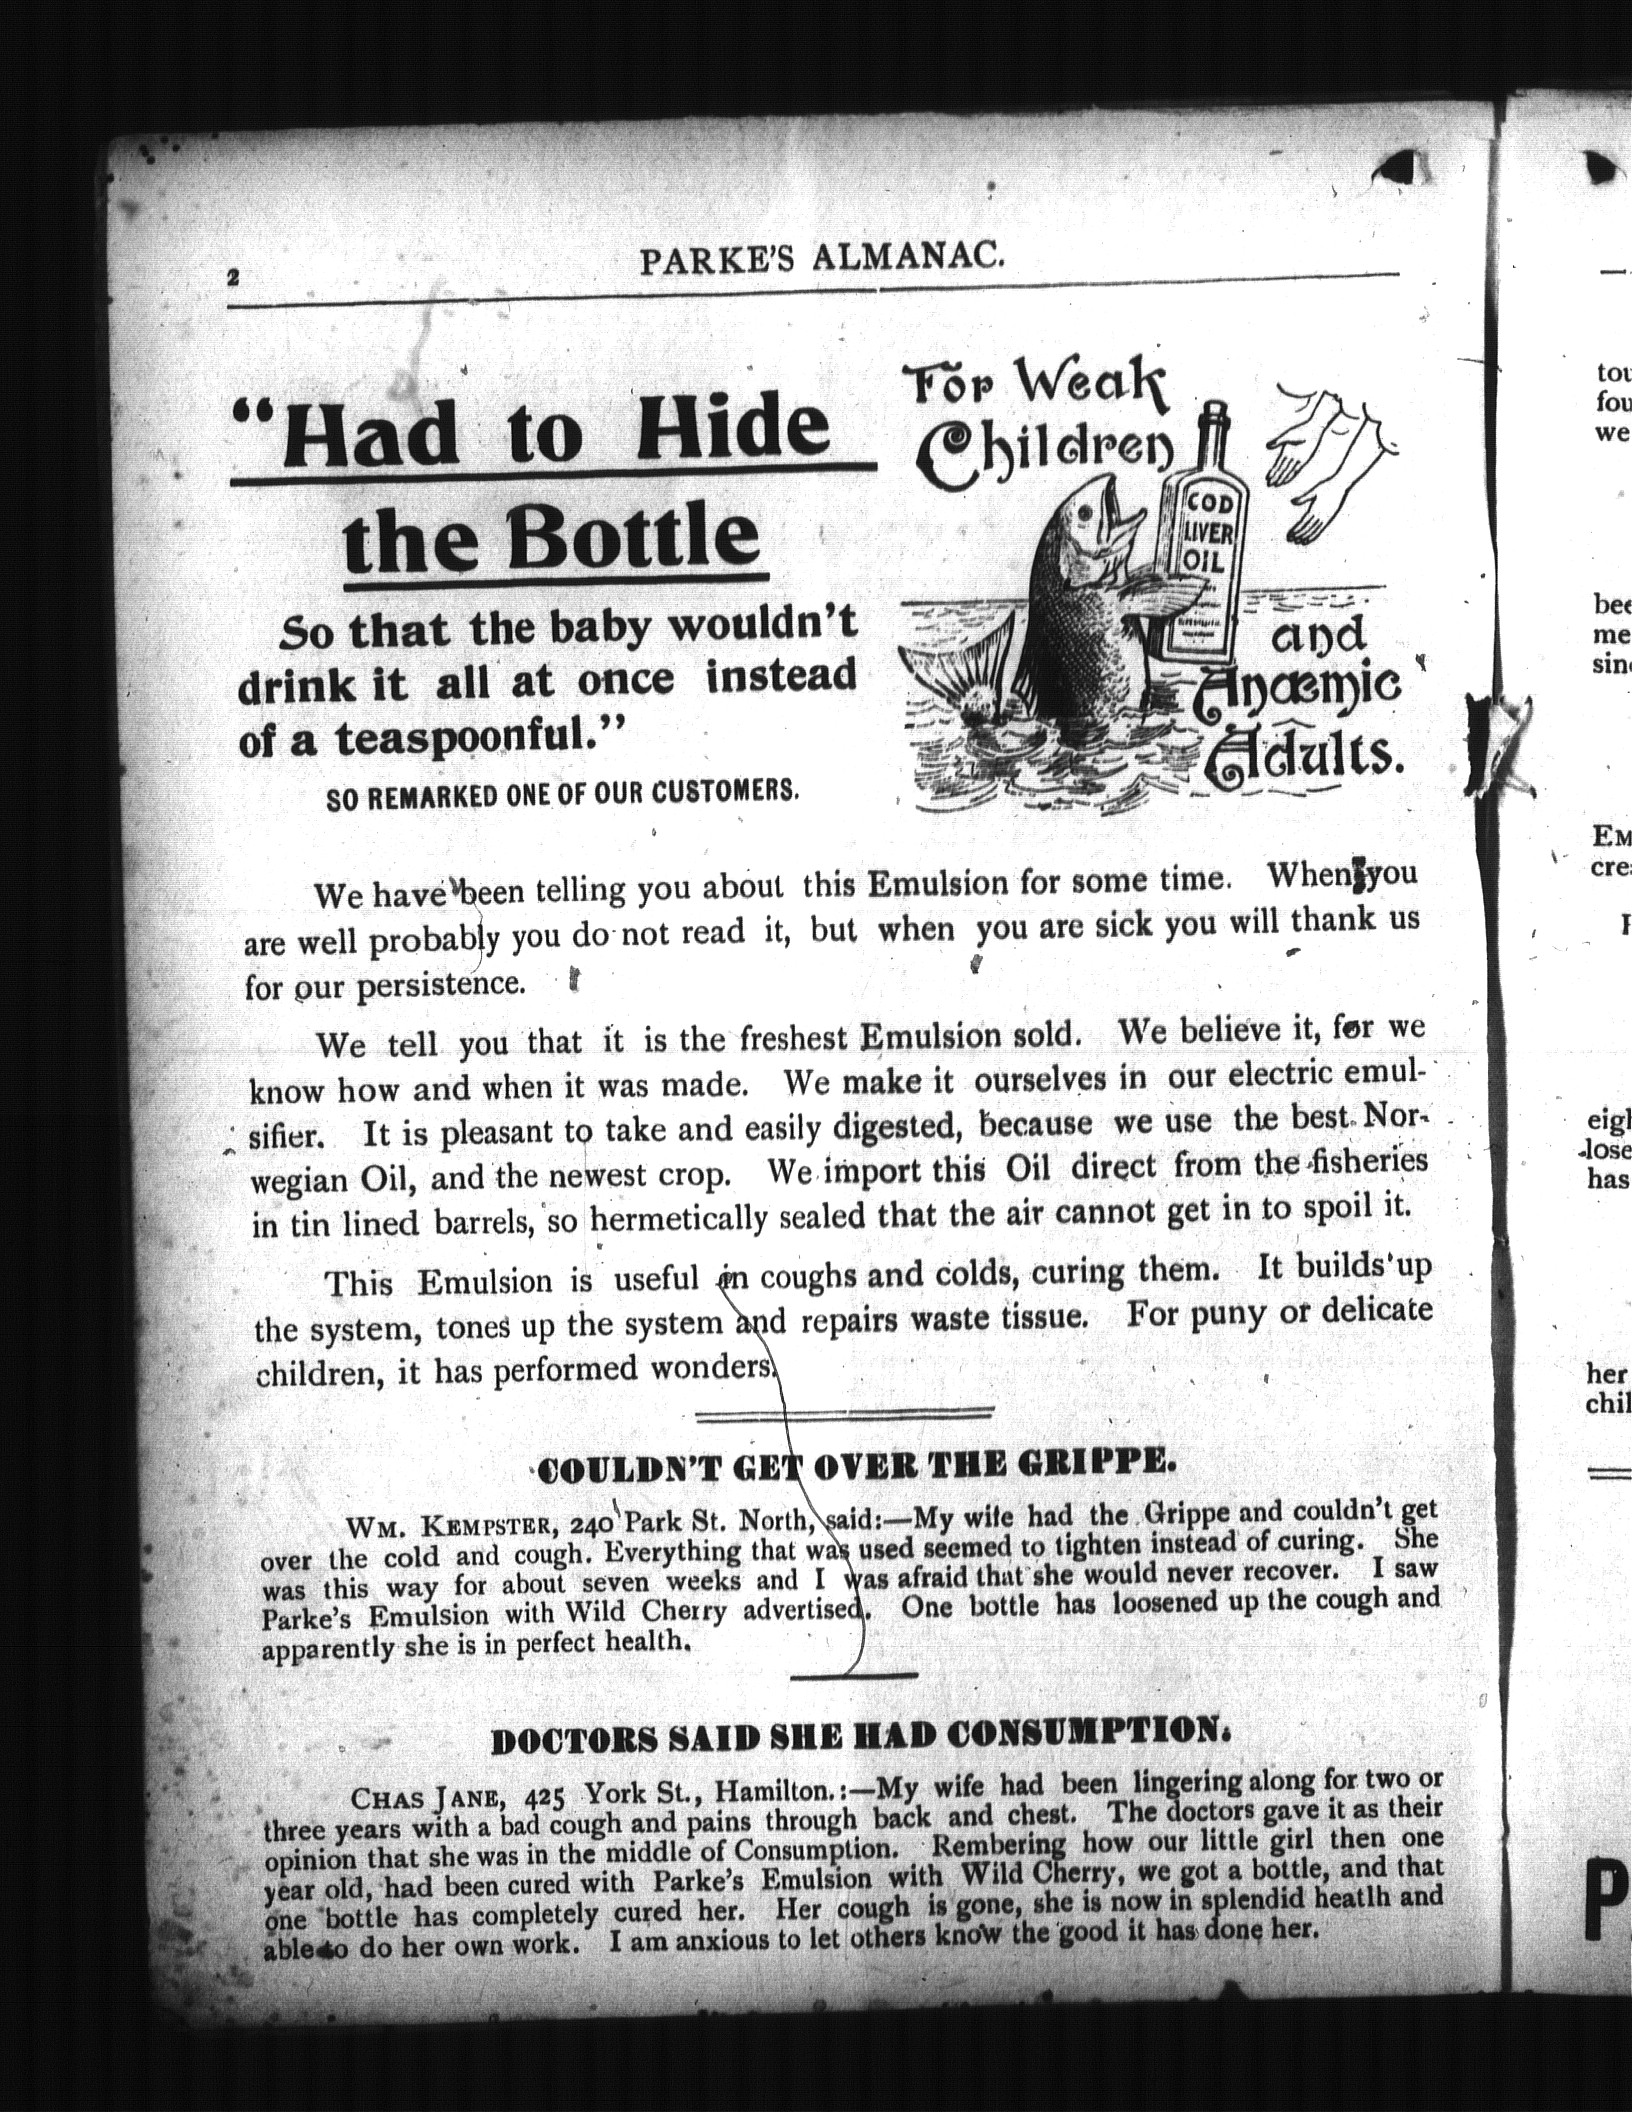 2
PARKE'S ALMANAC.
"Had to Hide
the Bottle
So that the baby wouldn't
drink it all at once instead
of a teaspoonful."
SO REMARKED ONE OF OUR CUSTOMERS.
For Weak
Children
COD
LIVER
OIL
and
Anæmic
Adults.
We have been telling you about this Emulsion for some time. When you
are well probably you do not read it, but when you are sick you will thank us
for our persistence.
We tell you that it is the freshest Emulsion sold. We believe it, for we
know how and when it was made. We make it ourselves in our electric emul-
sifier. It is pleasant to take and easily digested, because we use the best Nor-
wegian Oil, and the newest crop. We import this Oil direct from the fisheries
in tin lined barrels, so hermetically sealed that the air cannot get in to spoil it.
This Emulsion is useful in coughs and colds, curing them. It builds up
the system, tones up the system and repairs waste tissue. For puny or delicate
children, it has performed wonders.
COULDN'T GET OVER THE GRIPPE.
WM. KEMPSTER, 240 Park St. North, said:—My wife had the Grippe and couldn't get
over the cold and cough. Everything that was used seemed to tighten instead of curing. She
was this way for about seven weeks and I was afraid that she would never recover. I saw
Parke's Emulsion with Wild Cherry advertised. One bottle has loosened up the cough and
apparently she is in perfect health.
DOCTORS SAID SHE HAD CONSUMPTION.
CHAS JANE, 425 York St., Hamilton.:—My wife had been lingering along for two or
three years with a bad cough and pains through back and chest. The doctors gave it as their
opinion that she was in the middle of Consumption. Rembering how our little girl then one
year old, had been cured with Parke's Emulsion with Wild Cherry, we got a bottle, and that
one bottle has completely cured her. Her cough is gone, she is now in splendid heatlh and
able to do her own work. I am anxious to let others know the good it has done her.
tou
fou
we
bee
me
sin
EM
cre
eigh
lose
has
her
chil
P